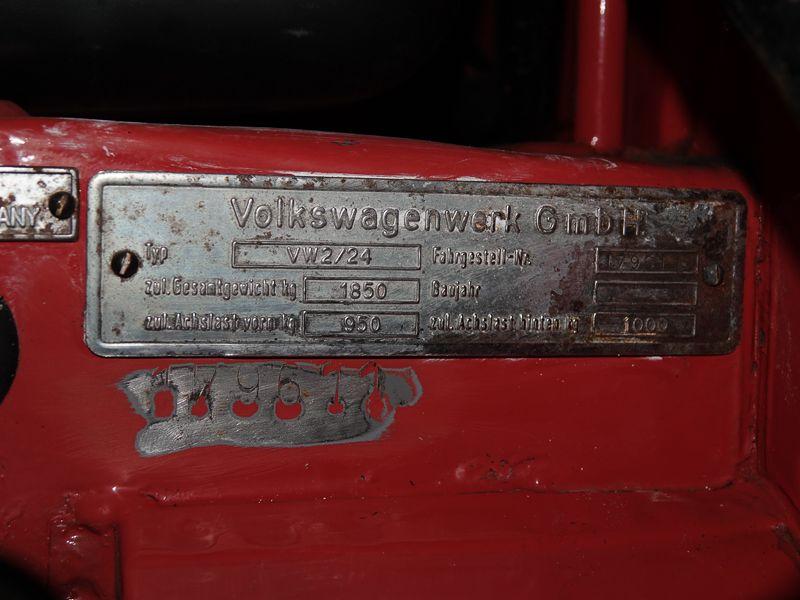 ANY
Volkswagenwerk GmbH
Typ VW2/24 Fahrgestell-Nr.
zul. Gesamtgewicht kg 1850 Baujahr
zul. Achslast vorn kg 950 zul. Achslast hinten kg 1000